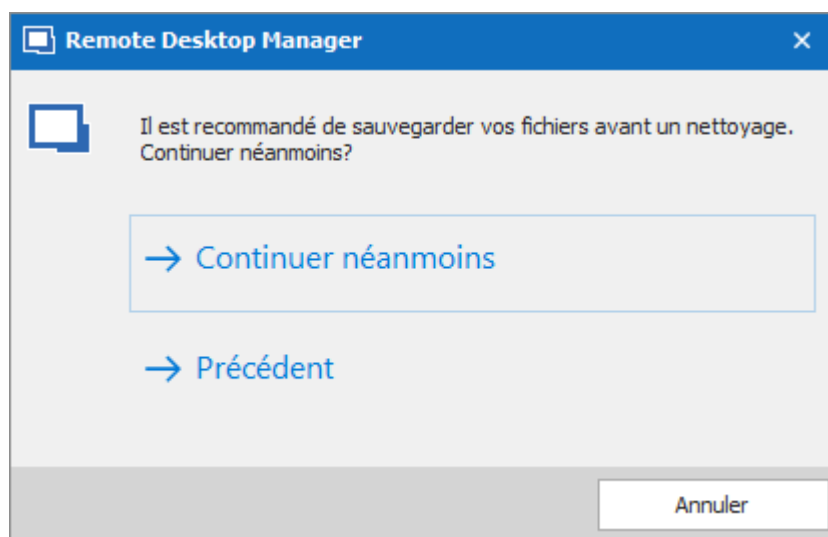 Remote Desktop Manager
Il est recommandé de sauvegarder vos fichiers avant un nettoyage.
Continuer néanmoins?
Continuer néanmoins
Précédent
Annuler